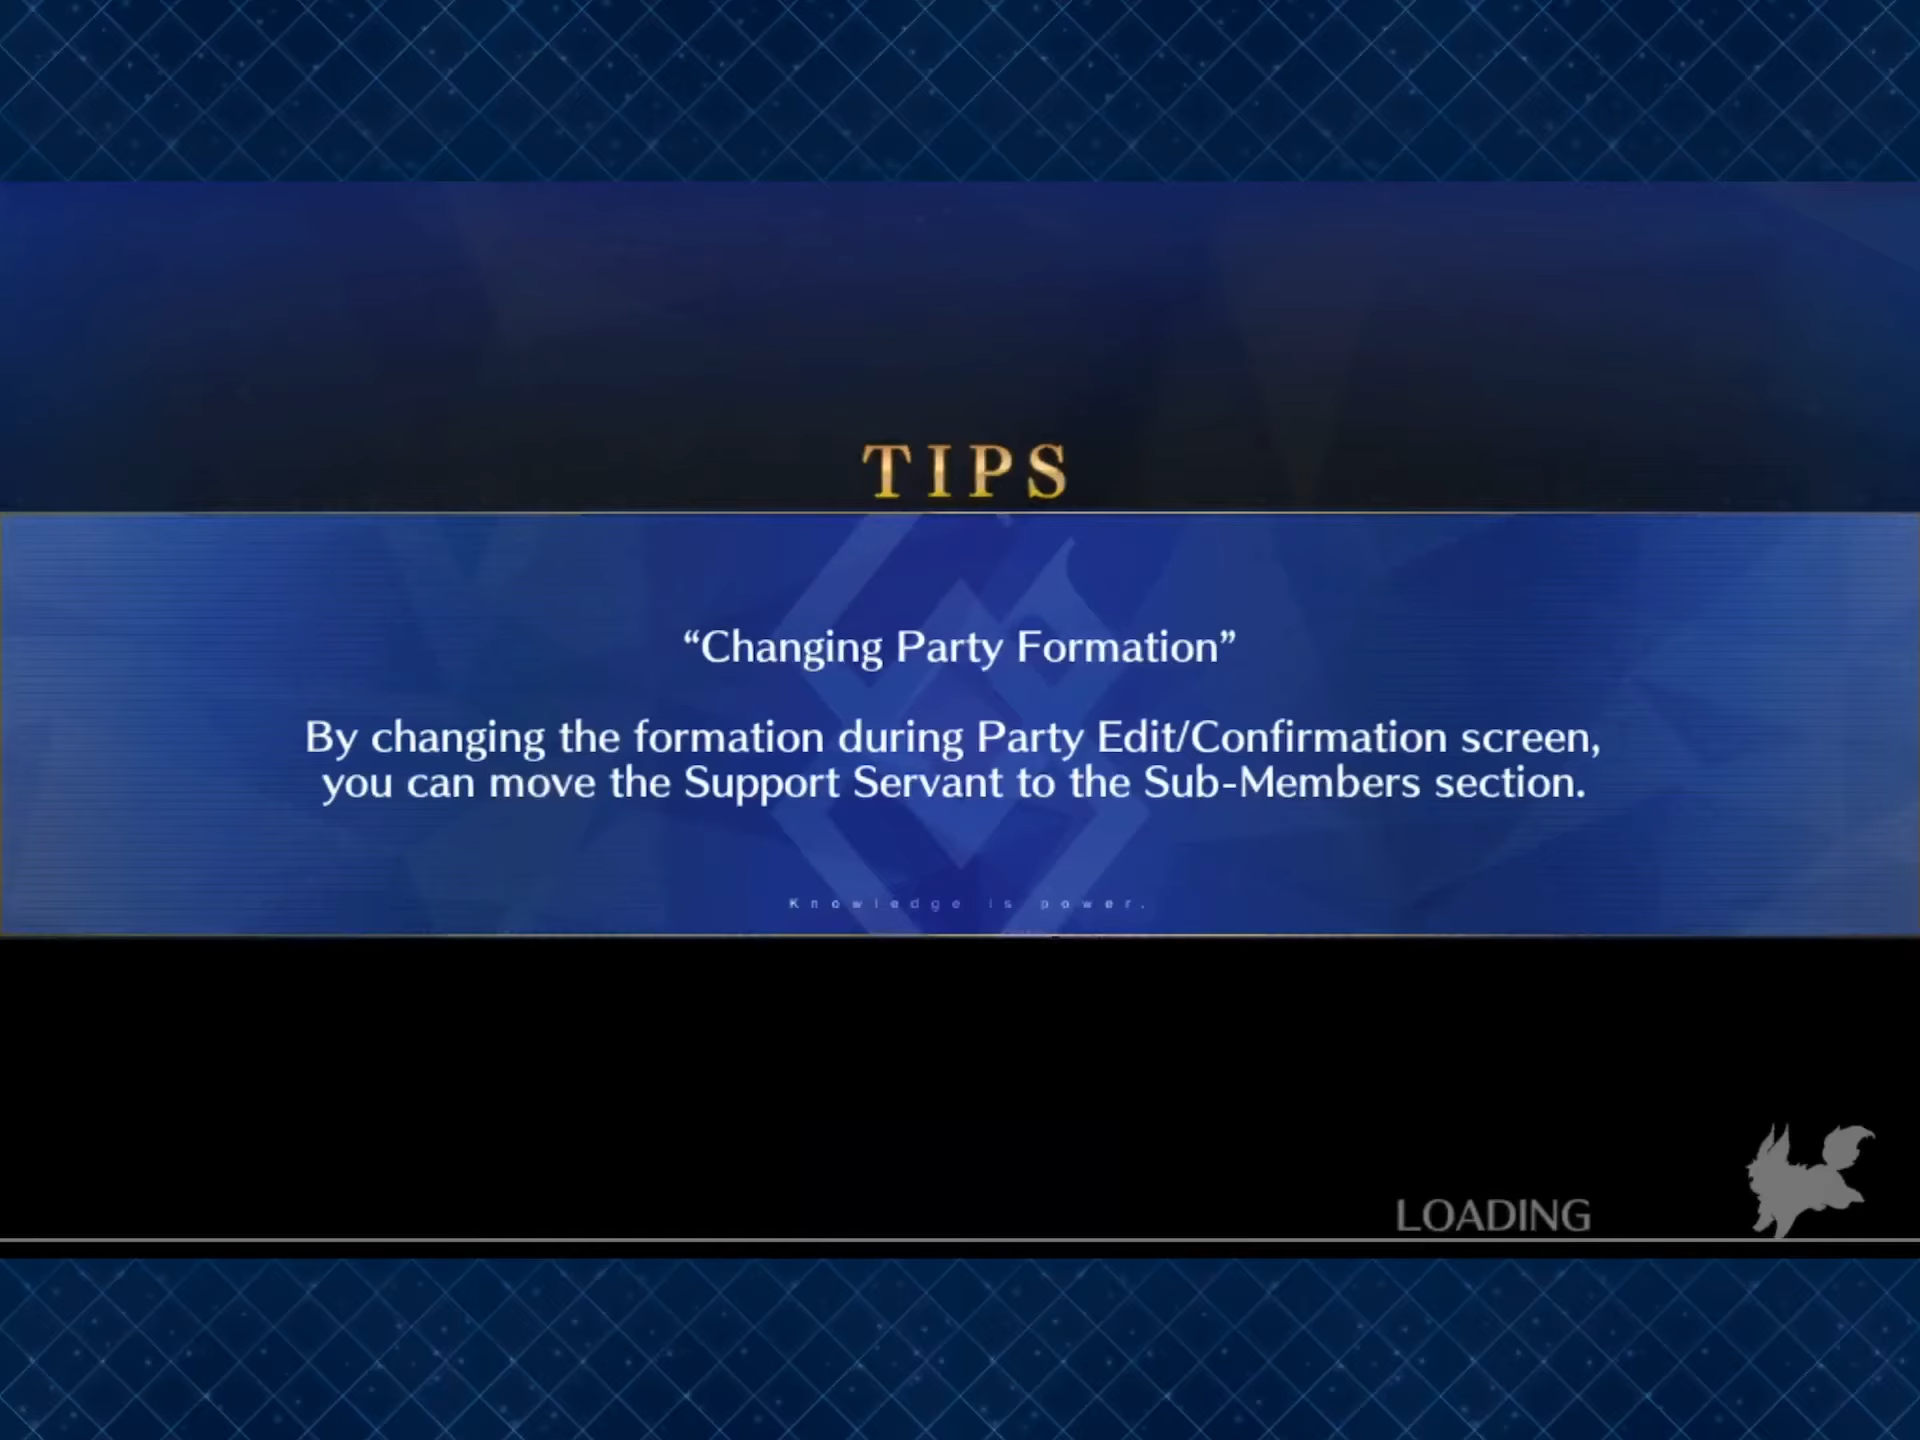 TIPS
“Changing Party Formation”
By changing the formation during Party Edit/Confirmation screen,
you can move the Support Servant to the Sub-Members section.
Knowledge is power.
LOADING